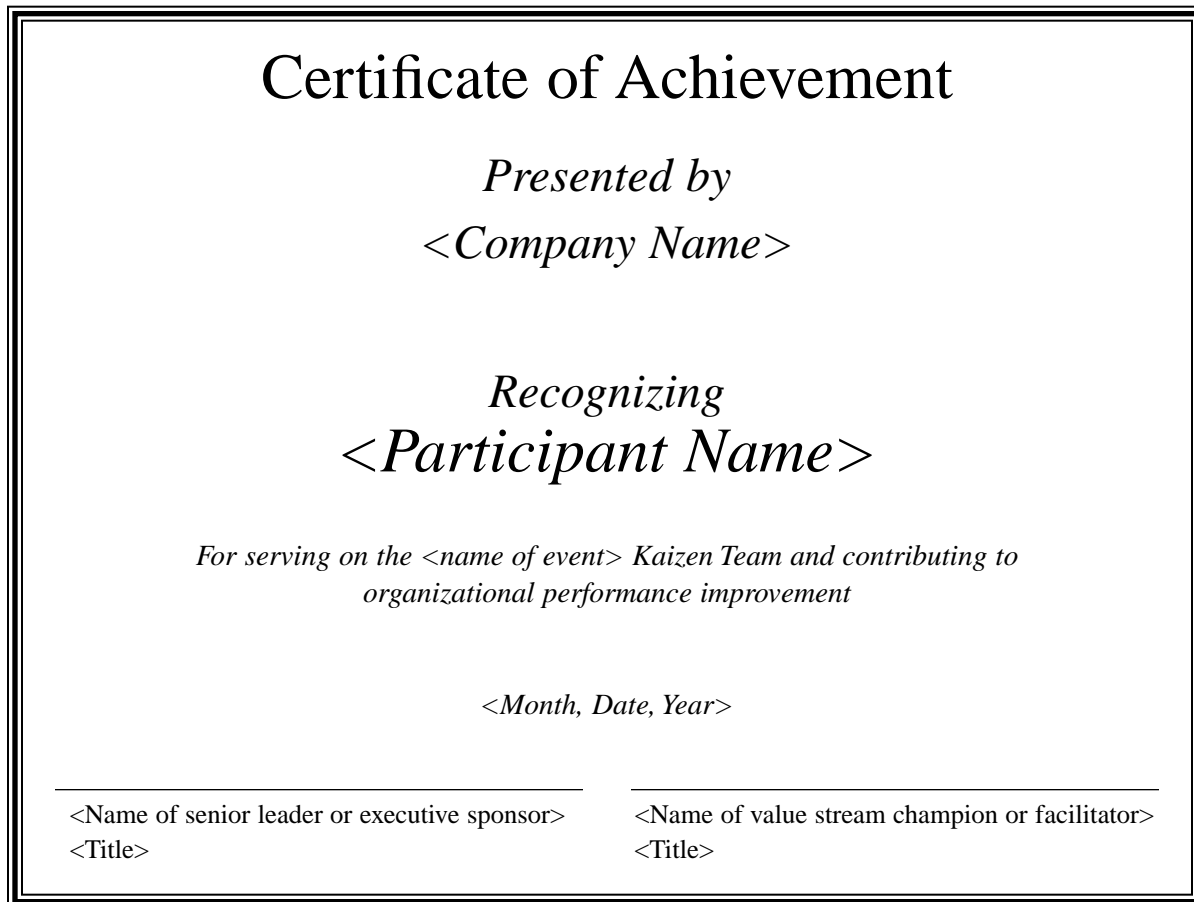 Certificate of Achievement
Presented by
<Company Name>
Recognizing
<Participant Name>
For serving on the <name of event> Kaizen Team and contributing to
organizational performance improvement
<Month, Date, Year>
<Name of senior leader or executive sponsor>
<Title>
<Name of value stream champion or facilitator>
<Title>